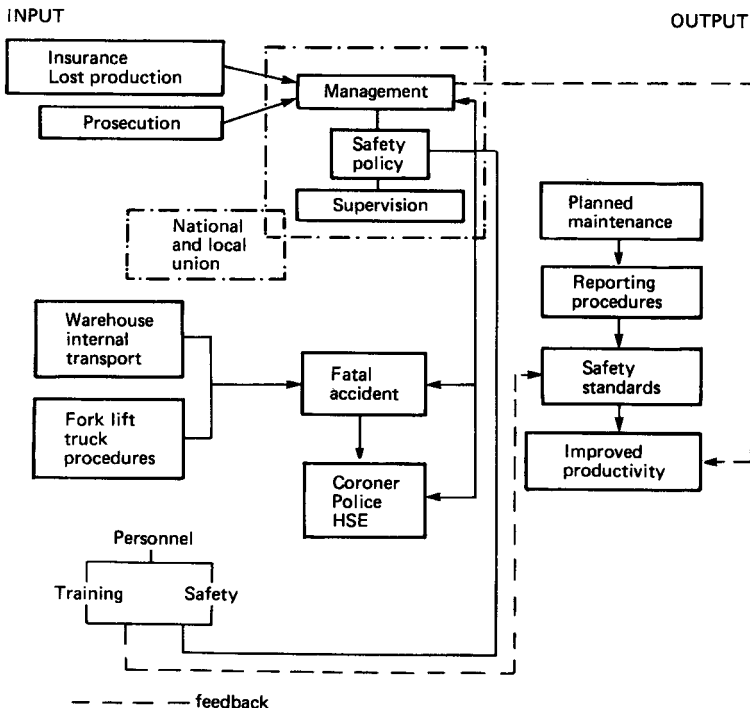 INPUT
OUTPUT
Insurance
Lost production
Prosecution
Management
Safety
policy
Supervision
National
and local
union
Planned
maintenance
Reporting
procedures
Safety
standards
Improved
productivity
Warehouse
internal
transport
Fork lift
truck
procedures
Fatal
accident
Coroner
Police
HSE
Personnel
Training
Safety
feedback